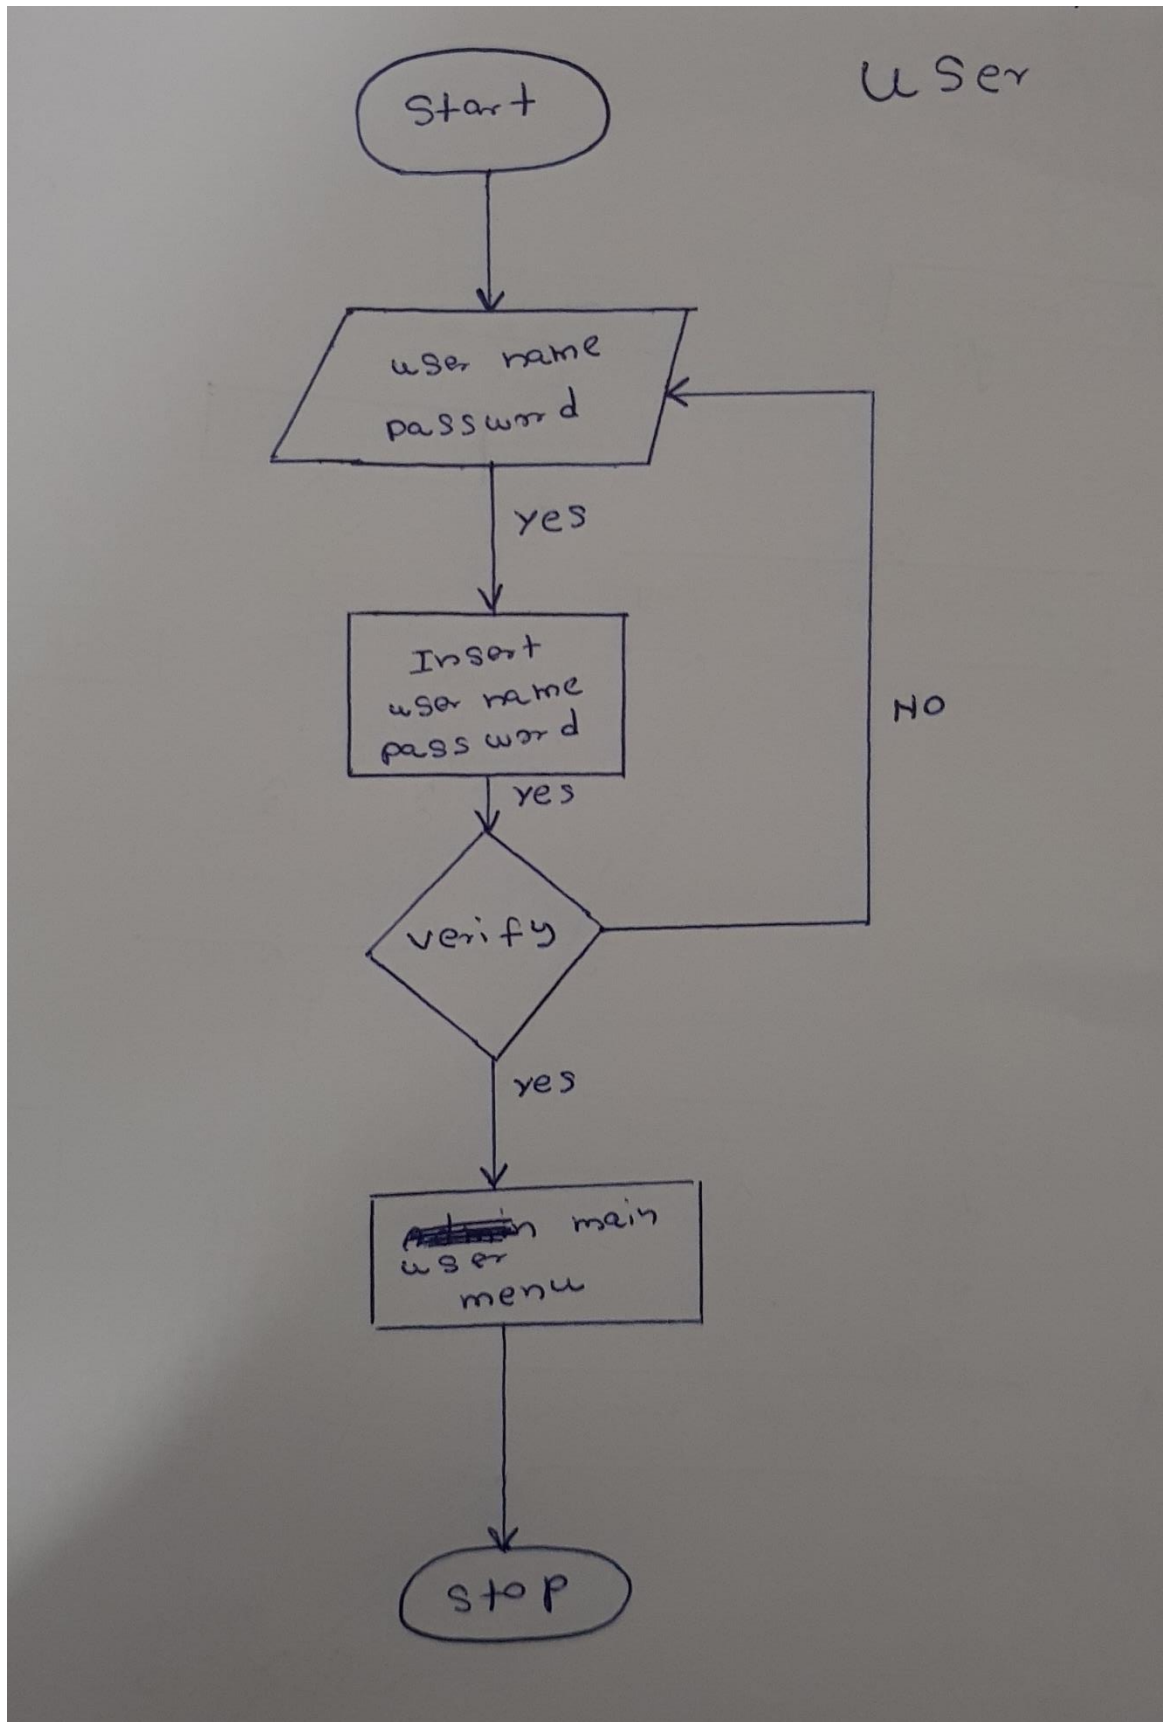 user
Start
user name
password
yes
Insert
user name
password
yes
NO
verify
yes
main
user
menu
stop